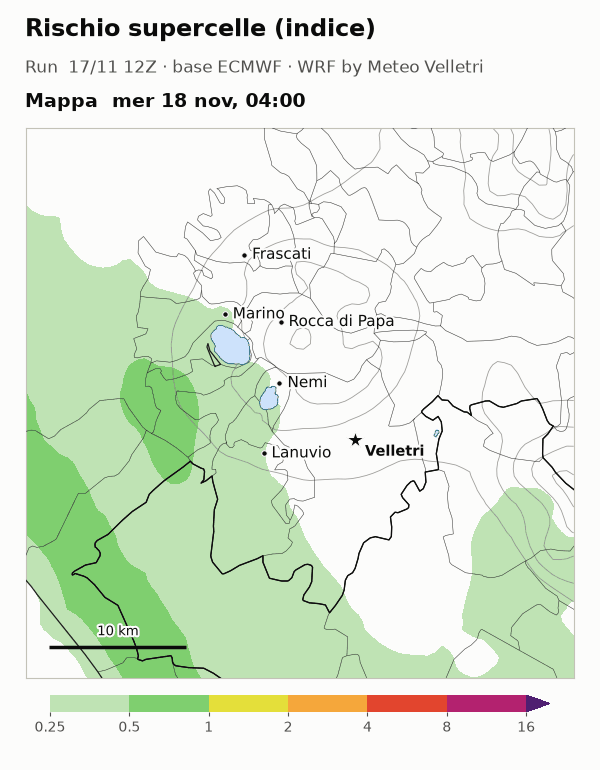 Rischio supercelle (indice)
Run  17/11 12Z · base ECMWF · WRF by Meteo Velletri
Mappa  mer 18 nov, 04:00
Frascati
Marino
Rocca di Papa
Nemi
Velletri
Lanuvio
10 km
0.25 0.5 1 2 4 8 16